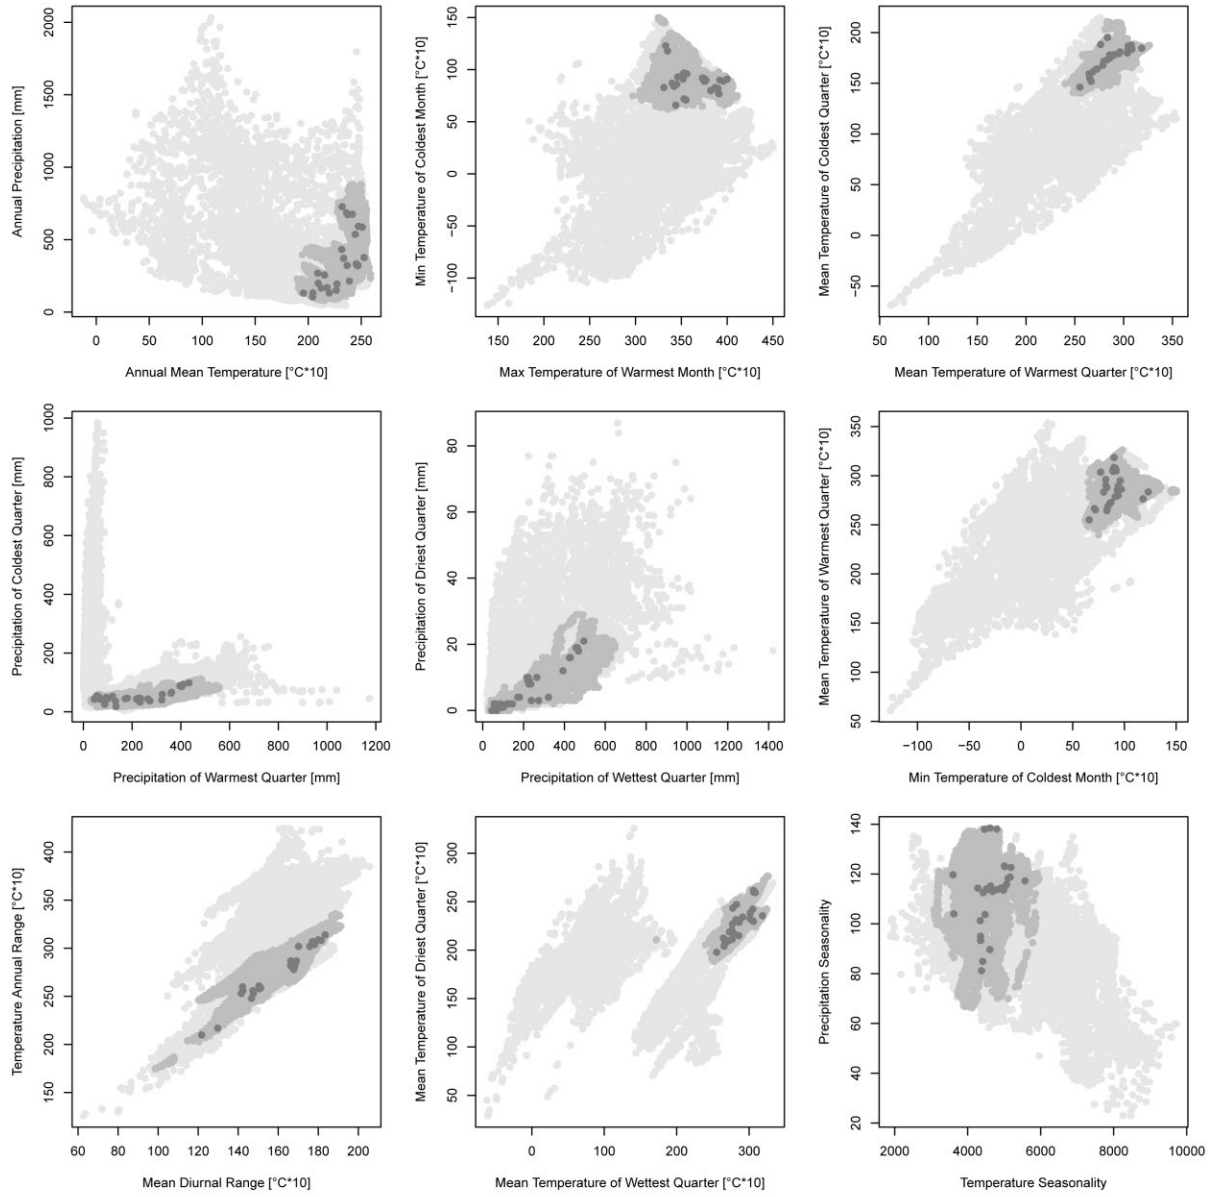 Annual Precipitation [mm]
2000
1500
1000
500
0
0 50 100 150 200 250
Annual Mean Temperature [°C*10]
Min Temperature of Coldest Month [°C*10]
150
100
50
0
−50
−100
150 200 250 300 350 400 450
Max Temperature of Warmest Month [°C*10]
Mean Temperature of Coldest Quarter [°C*10]
200
150
100
50
0
−50
50 100 150 200 250 300 350
Mean Temperature of Warmest Quarter [°C*10]
Precipitation of Coldest Quarter [mm]
1000
800
600
400
200
0
0 200 400 600 800 1000 1200
Precipitation of Warmest Quarter [mm]
Precipitation of Driest Quarter [mm]
80
60
40
20
0
0 200 400 600 800 1000 1400
Precipitation of Wettest Quarter [mm]
Mean Temperature of Warmest Quarter [°C*10]
350
300
250
200
150
100
50
−100 −50 0 50 100 150
Min Temperature of Coldest Month [°C*10]
Temperature Annual Range [°C*10]
400
350
300
250
200
150
60 80 100 120 140 160 180 200
Mean Diurnal Range [°C*10]
Mean Temperature of Driest Quarter [°C*10]
300
250
200
150
100
50
0 100 200 300
Mean Temperature of Wettest Quarter [°C*10]
Precipitation Seasonality
140
120
100
80
60
40
20
2000 4000 6000 8000 10000
Temperature Seasonality